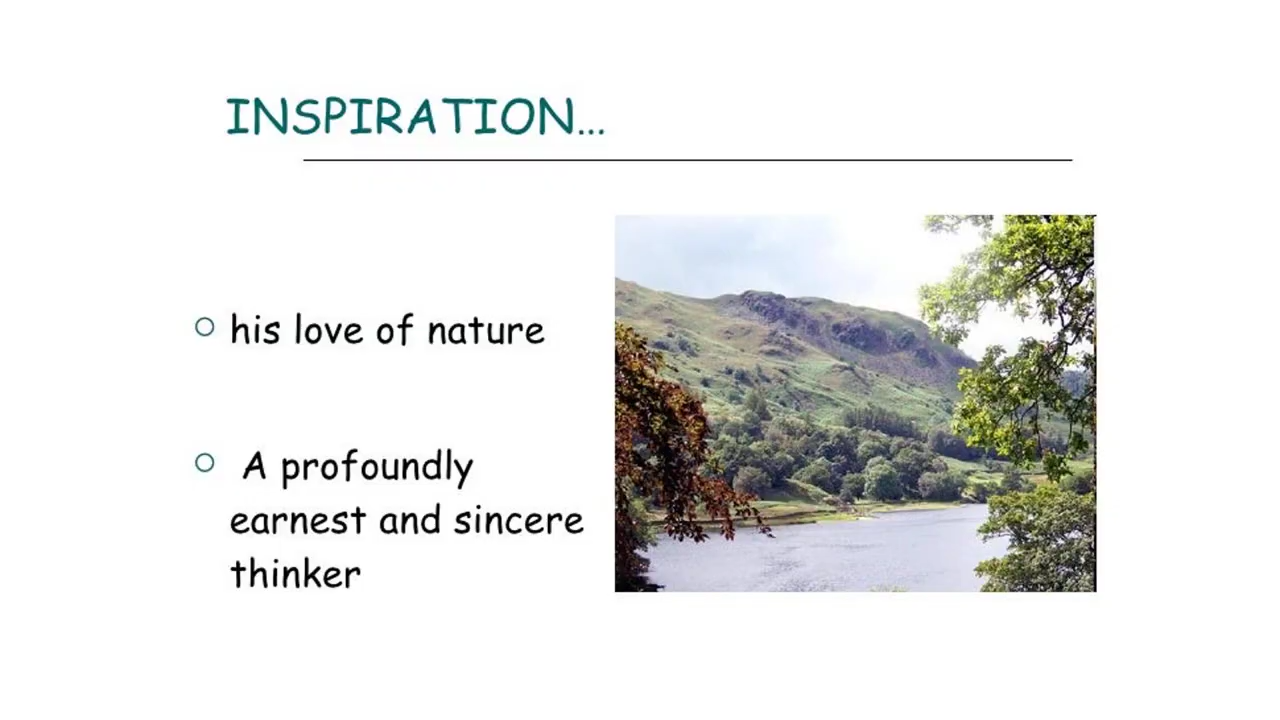 INSPIRATION…
his love of nature
A profoundly
earnest and sincere
thinker